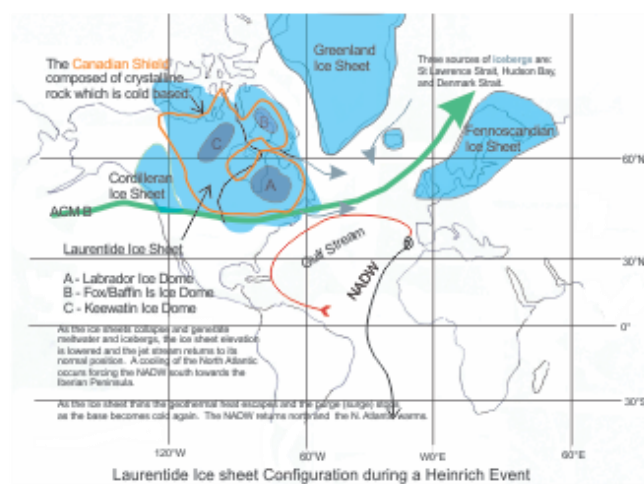 Greenland
Ice Sheet
Three sources of icebergs are:
St Lawrence Strait, Hudson Bay,
and Denmark Strait.
The Canadian Shield
composed of crystalline
rock which is cold based
B
C
A
Fennoscandian
Ice Sheet
60°N
Cordilleran
Ice Sheet
ACM B
Laurentide Ice Sheet
Gulf Stream
NADW
30°N
A - Labrador Ice Dome
B - Fox/Baffin Is Ice Dome
C - Keewatin Ice Dome
0°
As the ice sheets collapse and generate
meltwater and icebergs, the ice sheet elevation
is lowered and the jet stream returns to its
normal position. A cooling of the North Atlantic
occurs forcing the NADW south towards the
Iberian Peninsula.
As the ice sheet thins the geothermal heat escapes and the purge (surge) stops
as the base becomes cold again. The NADW returns north and the N. Atlantic warms.
30°S
120°W
60°W
90°E
60°E
Laurentide Ice sheet Configuration during a Heinrich Event